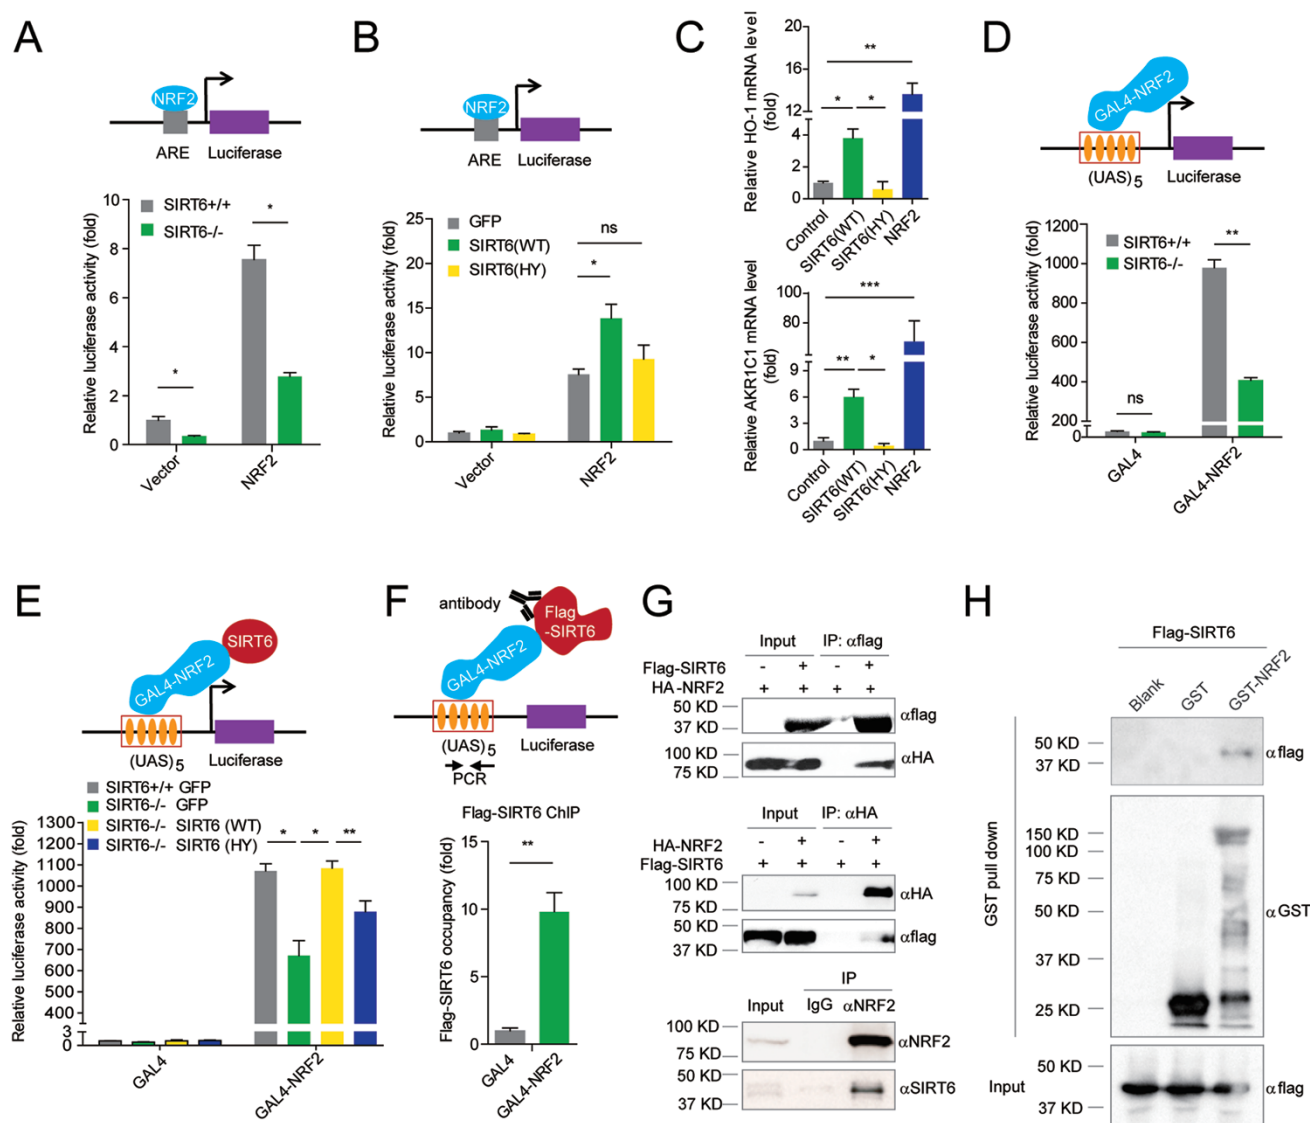 A
NRF2
ARE
Luciferase
SIRT6+/+
SIRT6-/-
Relative luciferase activity (fold)
10
8
6
4
2
0
*
*
Vector
NRF2
B
NRF2
ARE
Luciferase
GFP
SIRT6(WT)
SIRT6(HY)
Relative luciferase activity (fold)
25
20
15
10
5
0
ns
*
Vector
NRF2
C
Relative HO-1 mRNA level
(fold)
20
16
12
4
2
0
**
*
*
Control
SIRT6(WT)
SIRT6(HY)
NRF2
Relative AKR1C1 mRNA level
(fold)
100
80
9
6
3
0
***
**
*
Control
SIRT6(WT)
SIRT6(HY)
NRF2
D
GAL4-NRF2
(UAS)5
Luciferase
SIRT6+/+
SIRT6-/-
Relative luciferase activity (fold)
1200
1000
800
600
400
200
0
ns
**
GAL4
GAL4-NRF2
E
SIRT6
GAL4-NRF2
(UAS)5
Luciferase
SIRT6+/+ GFP
SIRT6-/- GFP
SIRT6-/- SIRT6 (WT)
SIRT6-/- SIRT6 (HY)
Relative luciferase activity (fold)
1300
1200
1100
1000
900
800
700
600
500
400
3
0
* * **
GAL4
GAL4-NRF2
F
antibody
Flag
-SIRT6
GAL4-NRF2
(UAS)5
Luciferase
PCR
Flag-SIRT6 ChIP
Flag-SIRT6 occupancy (fold)
15
10
5
0
**
GAL4
GAL4-NRF2
G
Input IP: αflag
Flag-SIRT6 - + - +
HA-NRF2 + + + +
50 KD
37 KD
αflag
100 KD
75 KD
αHA
Input IP: αHA
HA-NRF2 - + - +
Flag-SIRT6 + + + +
100 KD
75 KD
αHA
50 KD
37 KD
αflag
IP
Input IgG αNRF2
100 KD
75 KD
αNRF2
50 KD
37 KD
αSIRT6
H
Flag-SIRT6
Blank
GST
GST-NRF2
GST pull down
50 KD
37 KD
αflag
150 KD
100 KD
75 KD
50 KD
37 KD
25 KD
αGST
Input
50 KD
37 KD
αflag